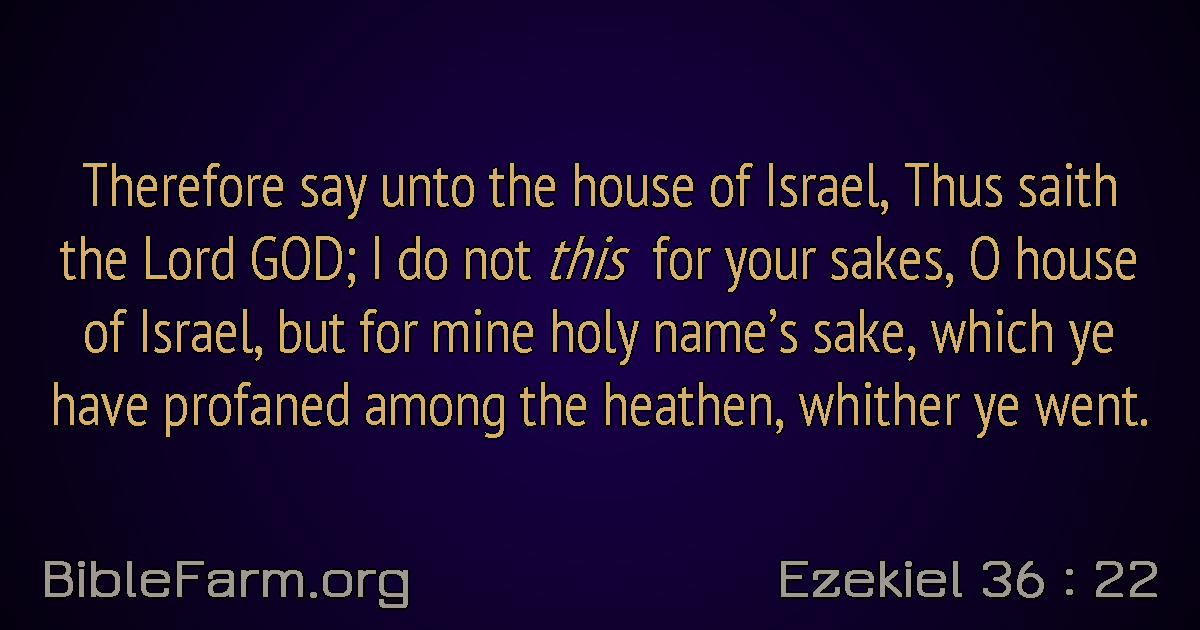 Therefore say unto the house of Israel, Thus saith
the Lord GOD; I do not this for your sakes, O house
of Israel, but for mine holy name’s sake, which ye
have profaned among the heathen, whither ye went.
BibleFarm.org
Ezekiel 36 : 22